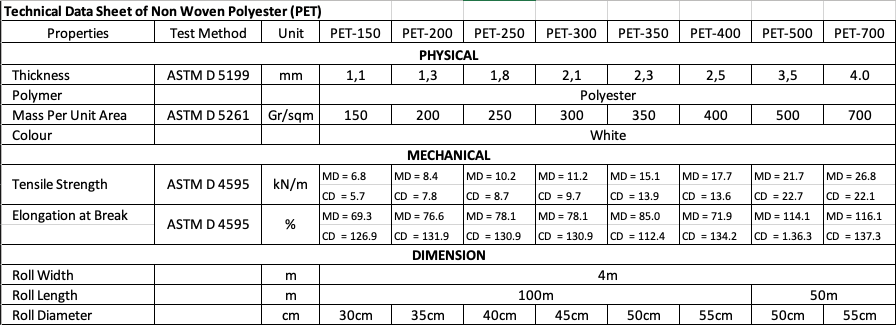 Technical Data Sheet of Non Woven Polyester (PET)
Properties Test Method Unit PET-150 PET-200 PET-250 PET-300 PET-350 PET-400 PET-500 PET-700
PHYSICAL
Thickness ASTM D 5199 mm 1,1 1,3 1,8 2,1 2,3 2,5 3,5 4.0
Polymer Polyester
Mass Per Unit Area ASTM D 5261 Gr/sqm 150 200 250 300 350 400 500 700
Colour White
MECHANICAL
Tensile Strength ASTM D 4595 kN/m MD = 6.8 MD = 8.4 MD = 10.2 MD = 11.2 MD = 15.1 MD = 17.7 MD = 21.7 MD = 26.8
CD = 5.7 CD = 7.8 CD = 8.7 CD = 9.7 CD = 13.9 CD = 13.6 CD = 22.7 CD = 22.1
Elongation at Break ASTM D 4595 % MD = 69.3 MD = 76.6 MD = 78.1 MD = 78.1 MD = 85.0 MD = 71.9 MD = 114.1 MD = 116.1
CD = 126.9 CD = 131.9 CD = 130.9 CD = 130.9 CD = 112.4 CD = 134.2 CD = 1.36.3 CD = 137.3
DIMENSION
Roll Width m 4m
Roll Length m 100m 50m
Roll Diameter cm 30cm 35cm 40cm 45cm 50cm 55cm 50cm 55cm